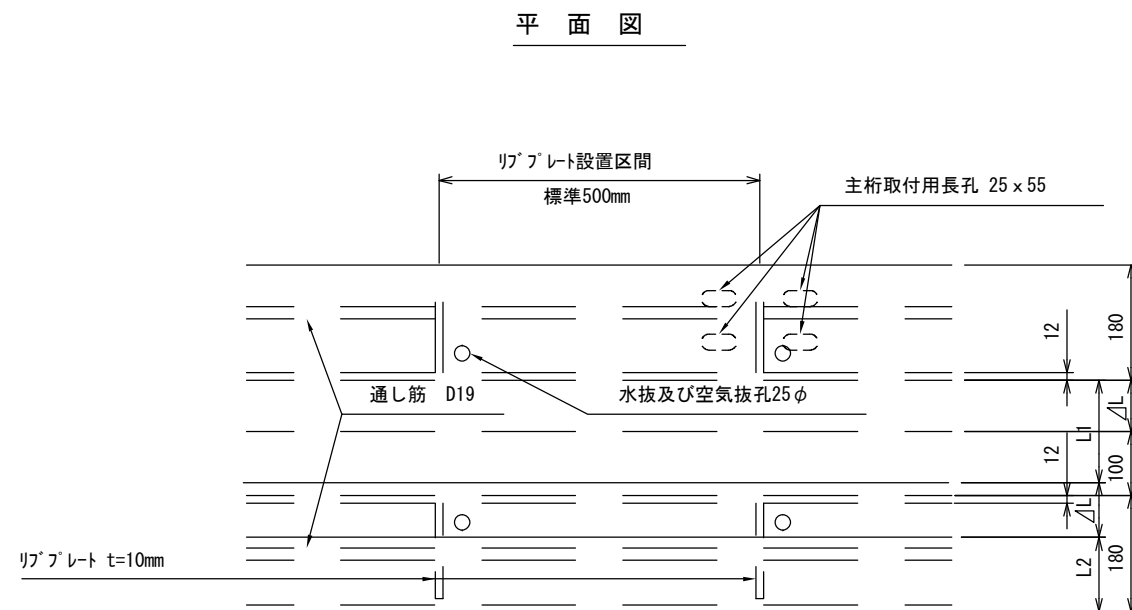 平 面 図
ﾘﾌﾞﾌﾟﾚｰﾄ設置区間
標準500mm
主桁取付用長孔 25×55
12
180
通し筋 D19
水抜及び空気抜孔25φ
⊿L
L1
12
100
⊿L
ﾘﾌﾞﾌﾟﾚｰﾄ t=10mm
L2
180